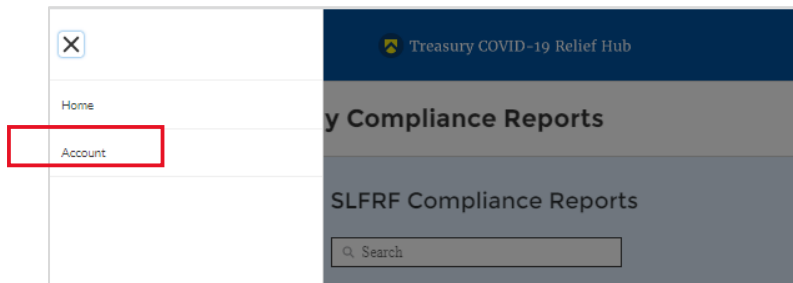 Treasury COVID-19 Relief Hub
Home
Account
y Compliance Reports
SLFRF Compliance Reports
Search